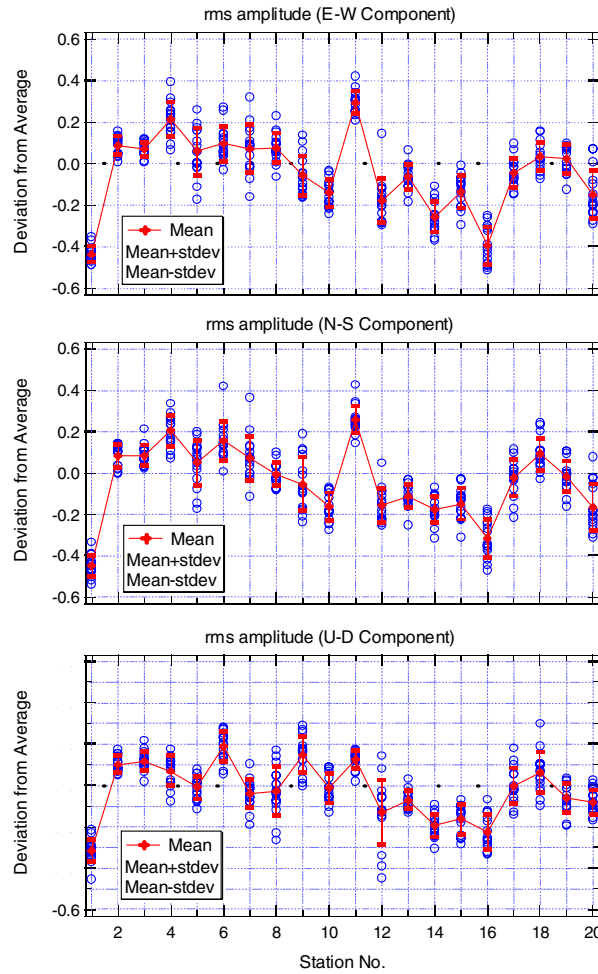 rms amplitude (E-W Component)
Deviation from Average
0.6
0.4
0.2
0.0
-0.2
-0.4
-0.6
Mean
Mean+stdev
Mean-stdev
rms amplitude (N-S Component)
Deviation from Average
0.6
0.4
0.2
0.0
-0.2
-0.4
-0.6
Mean
Mean+stdev
Mean-stdev
rms amplitude (U-D Component)
Deviation from Average
-0.6
Mean
Mean+stdev
Mean-stdev
2 4 6 8 10 12 14 16 18 20
Station No.